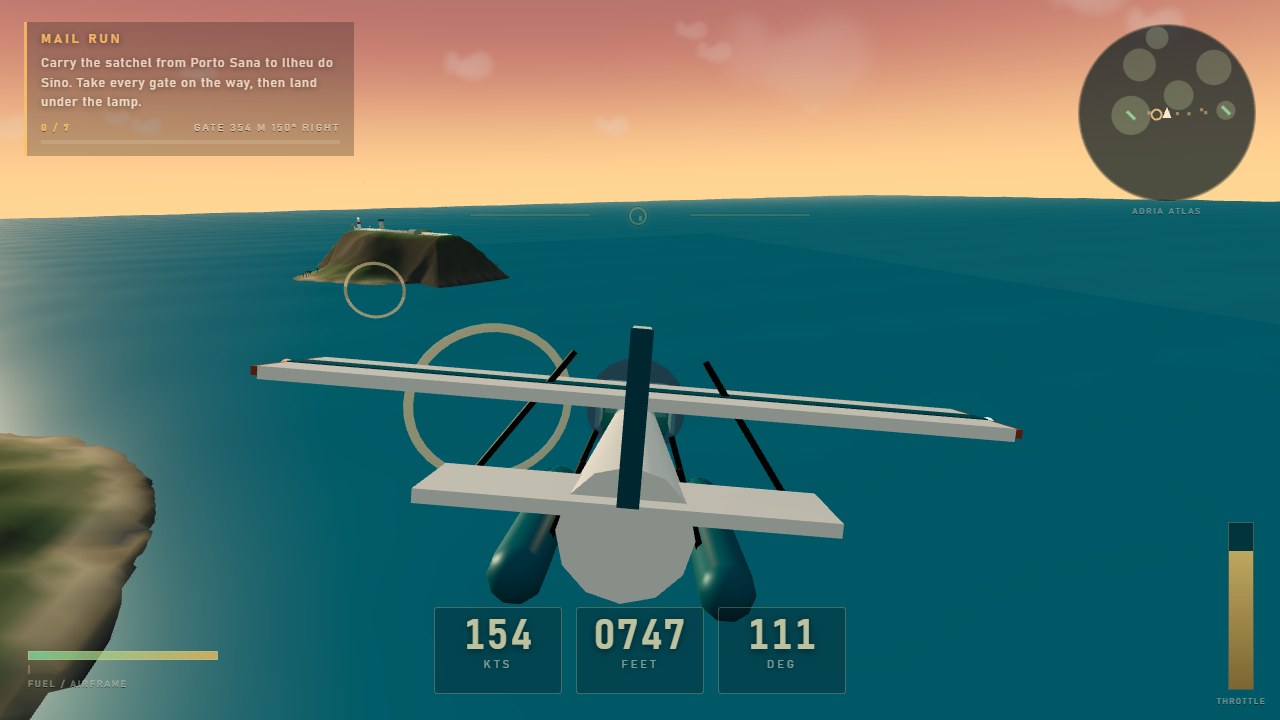 MAIL RUN
Carry the satchel from Porto Sana to Ilheu do
Sino. Take every gate on the way, then land
under the lamp.
0 / 7 GATE 354 M 150° RIGHT
ADRIA ATLAS
154 0747 111
KTS FEET DEG
FUEL / AIRFRAME
THROTTLE